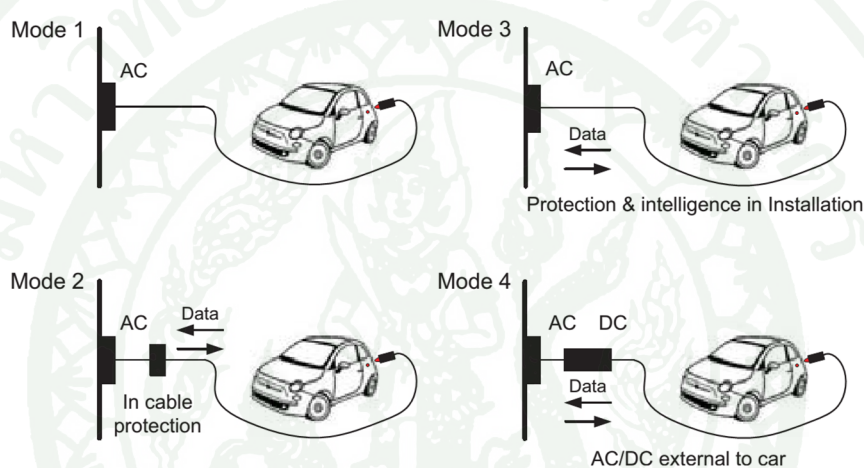 Mode 1
AC
Mode 3
AC
Data
Protection & intelligence in Installation
Mode 2
AC
Data
In cable
protection
Mode 4
AC DC
Data
AC/DC external to car